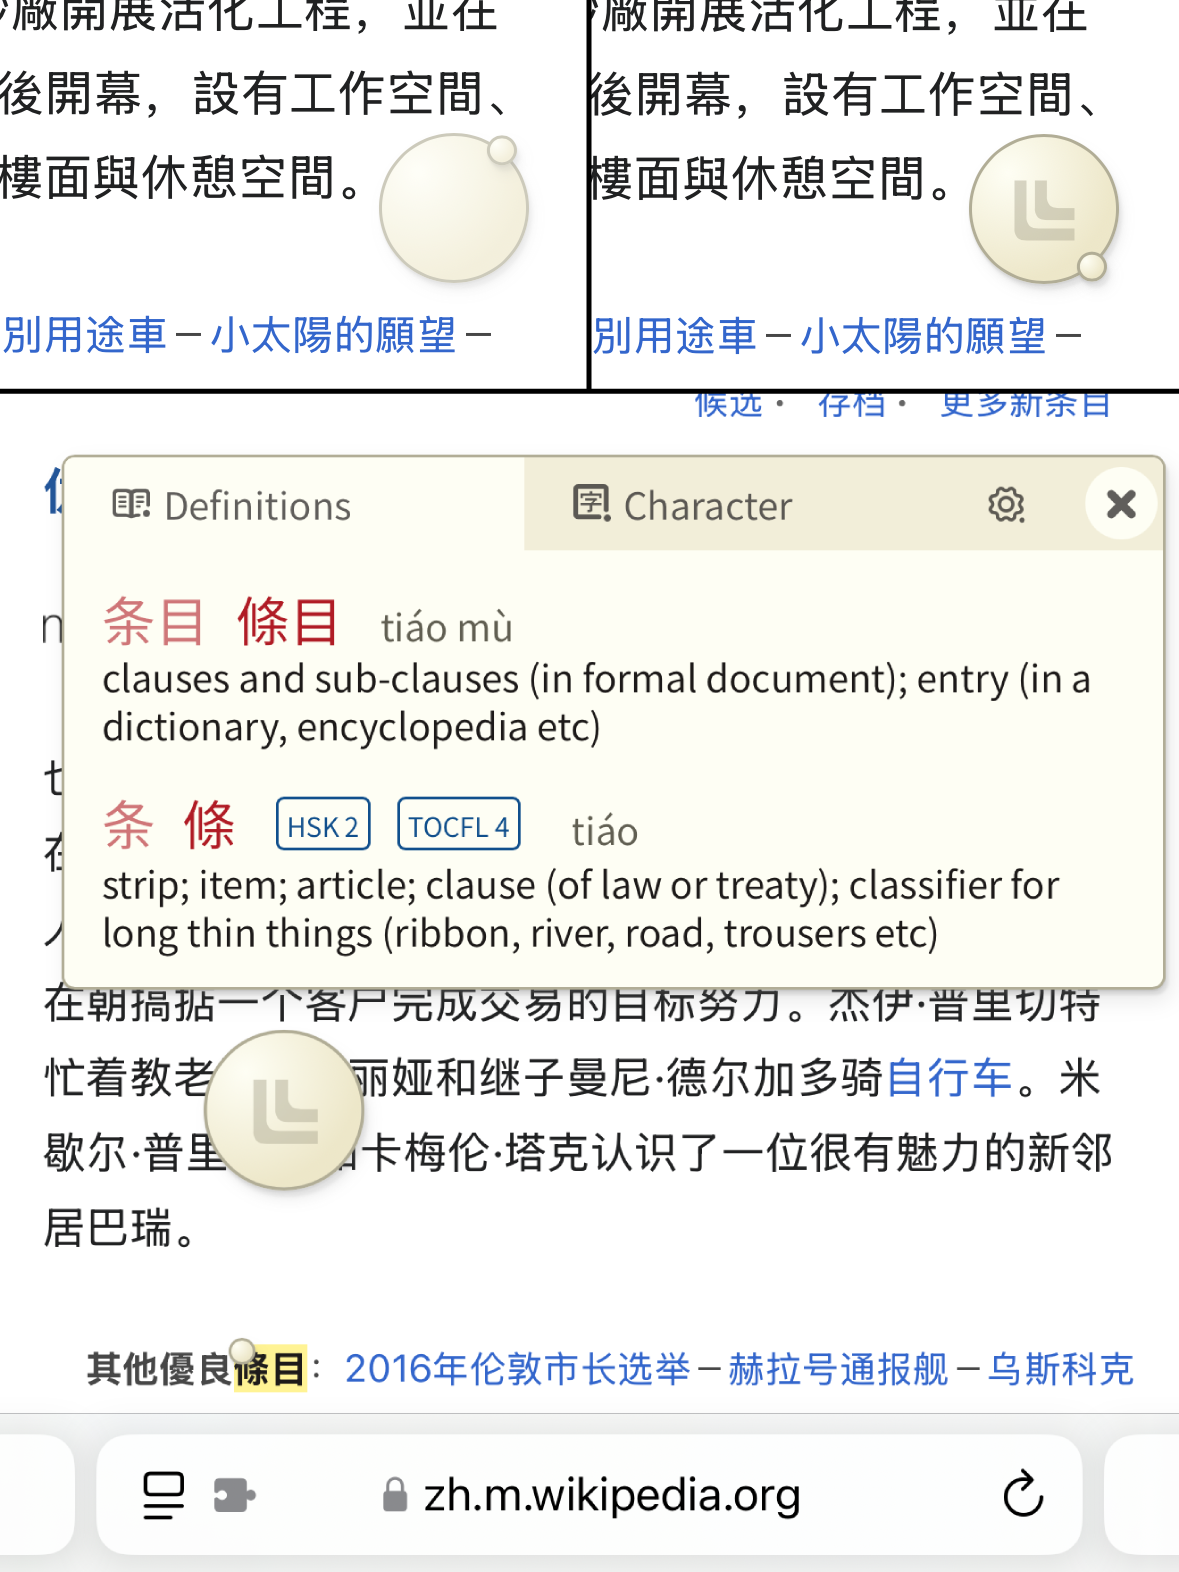 廠開展活化工程，並在
後開幕，設有工作空間、
樓面與休憩空間。
別用途車－小太陽的願望－
廠開展活化工程，並在
後開幕，設有工作空間、
樓面與休憩空間。
別用途車－小太陽的願望－
候选· 存档· 更多新条目
Definitions
字 Character
条目 條目 tiáo mù
clauses and sub-clauses (in formal document); entry (in a
dictionary, encyclopedia etc)
条 條 HSK 2 TOCFL 4 tiáo
strip; item; article; clause (of law or treaty); classifier for
long thin things (ribbon, river, road, trousers etc)
在朝搞掂一个客户完成交易的目标努力。杰伊·普里切特
忙着教老 丽娅和继子曼尼·德尔加多骑自行车。米
歇尔·普里 卡梅伦·塔克认识了一位很有魅力的新邻
居巴瑞。
其他優良條目： 2016年伦敦市长选举－赫拉号通报舰－乌斯科克
zh.m.wikipedia.org